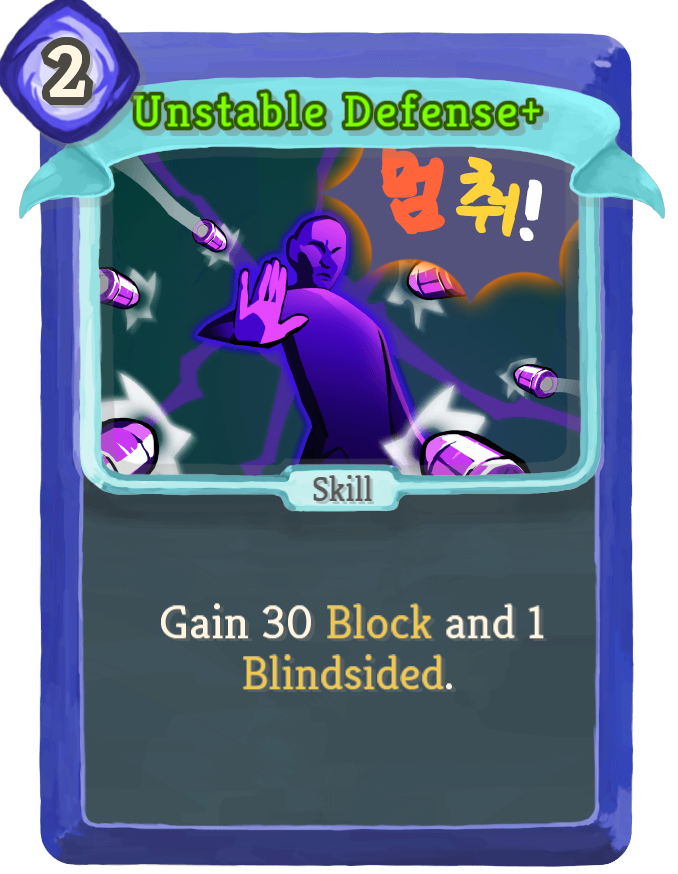 2
Unstable Defense+
멈춰!
Skill
Gain 30 Block and 1
Blindsided.